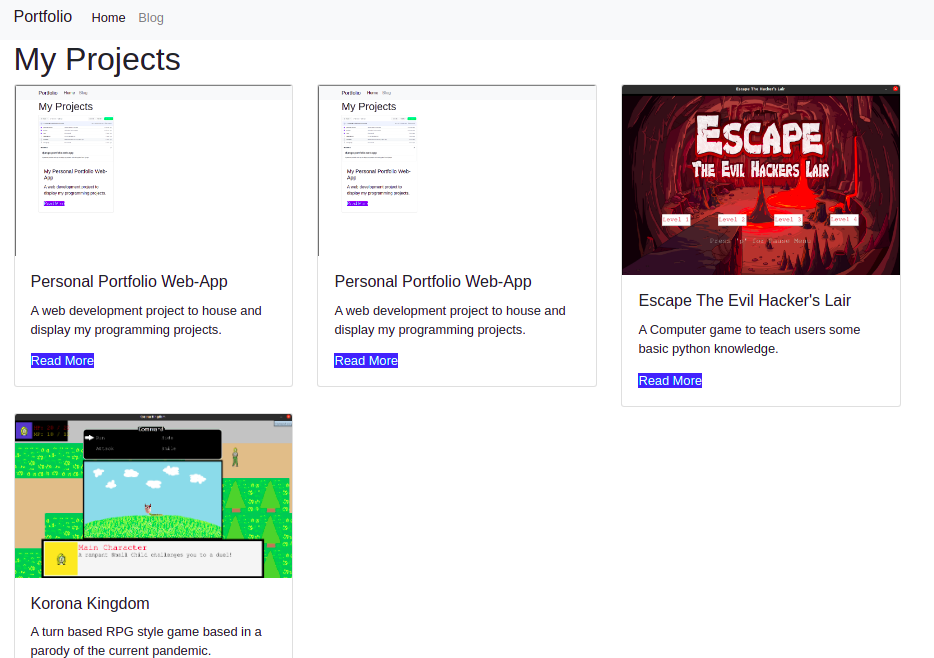 Portfolio Home Blog
My Projects
Portfolio Home Blog
My Projects
My Personal Portfolio Web-
App
A web development project to
display my programming projects.
Read More
Personal Portfolio Web-App
A web development project to house and
display my programming projects.
Read More
Portfolio Home Blog
My Projects
My Personal Portfolio Web-
App
A web development project to
display my programming projects.
Read More
Personal Portfolio Web-App
A web development project to house and
display my programming projects.
Read More
Escape The Hacker's Lair
ESCAPE
THE EVIL HACKERS LAIR
Level 1 Level 2 Level 3 Level 4
Press 'p' for Pause Menu
Escape The Evil Hacker's Lair
A Computer game to teach users some
basic python knowledge.
Read More
Command
Main Character
A rampant Small Child challenges you to a duel!
Korona Kingdom
A turn based RPG style game based in a
parody of the current pandemic.